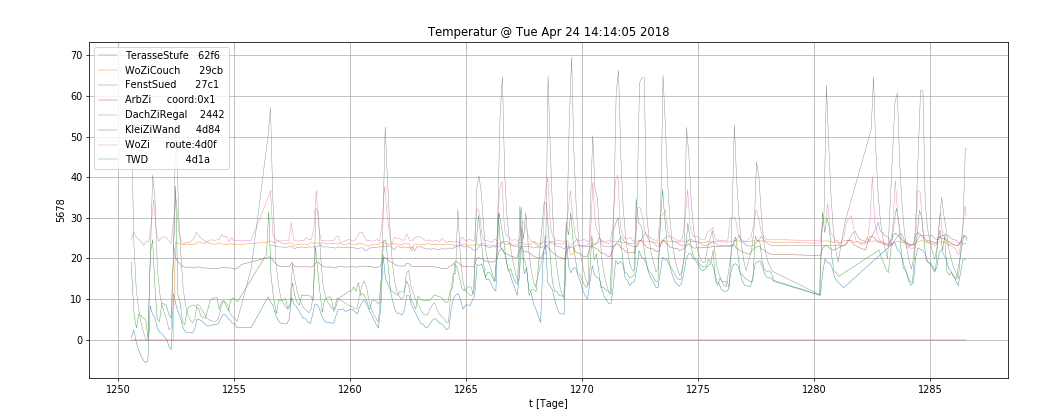 Temperatur @ Tue Apr 24 14:14:05 2018
70
60
50
40
30
20
10
0
5678
TerasseStufe 62f6
WoZiCouch 29cb
FenstSued 27c1
ArbZi coord:0x1
DachZiRegal 2442
KleiZiWand 4d84
WoZi route:4d0f
TWD 4d1a
1250 1255 1260 1265 1270 1275 1280 1285
t [Tage]